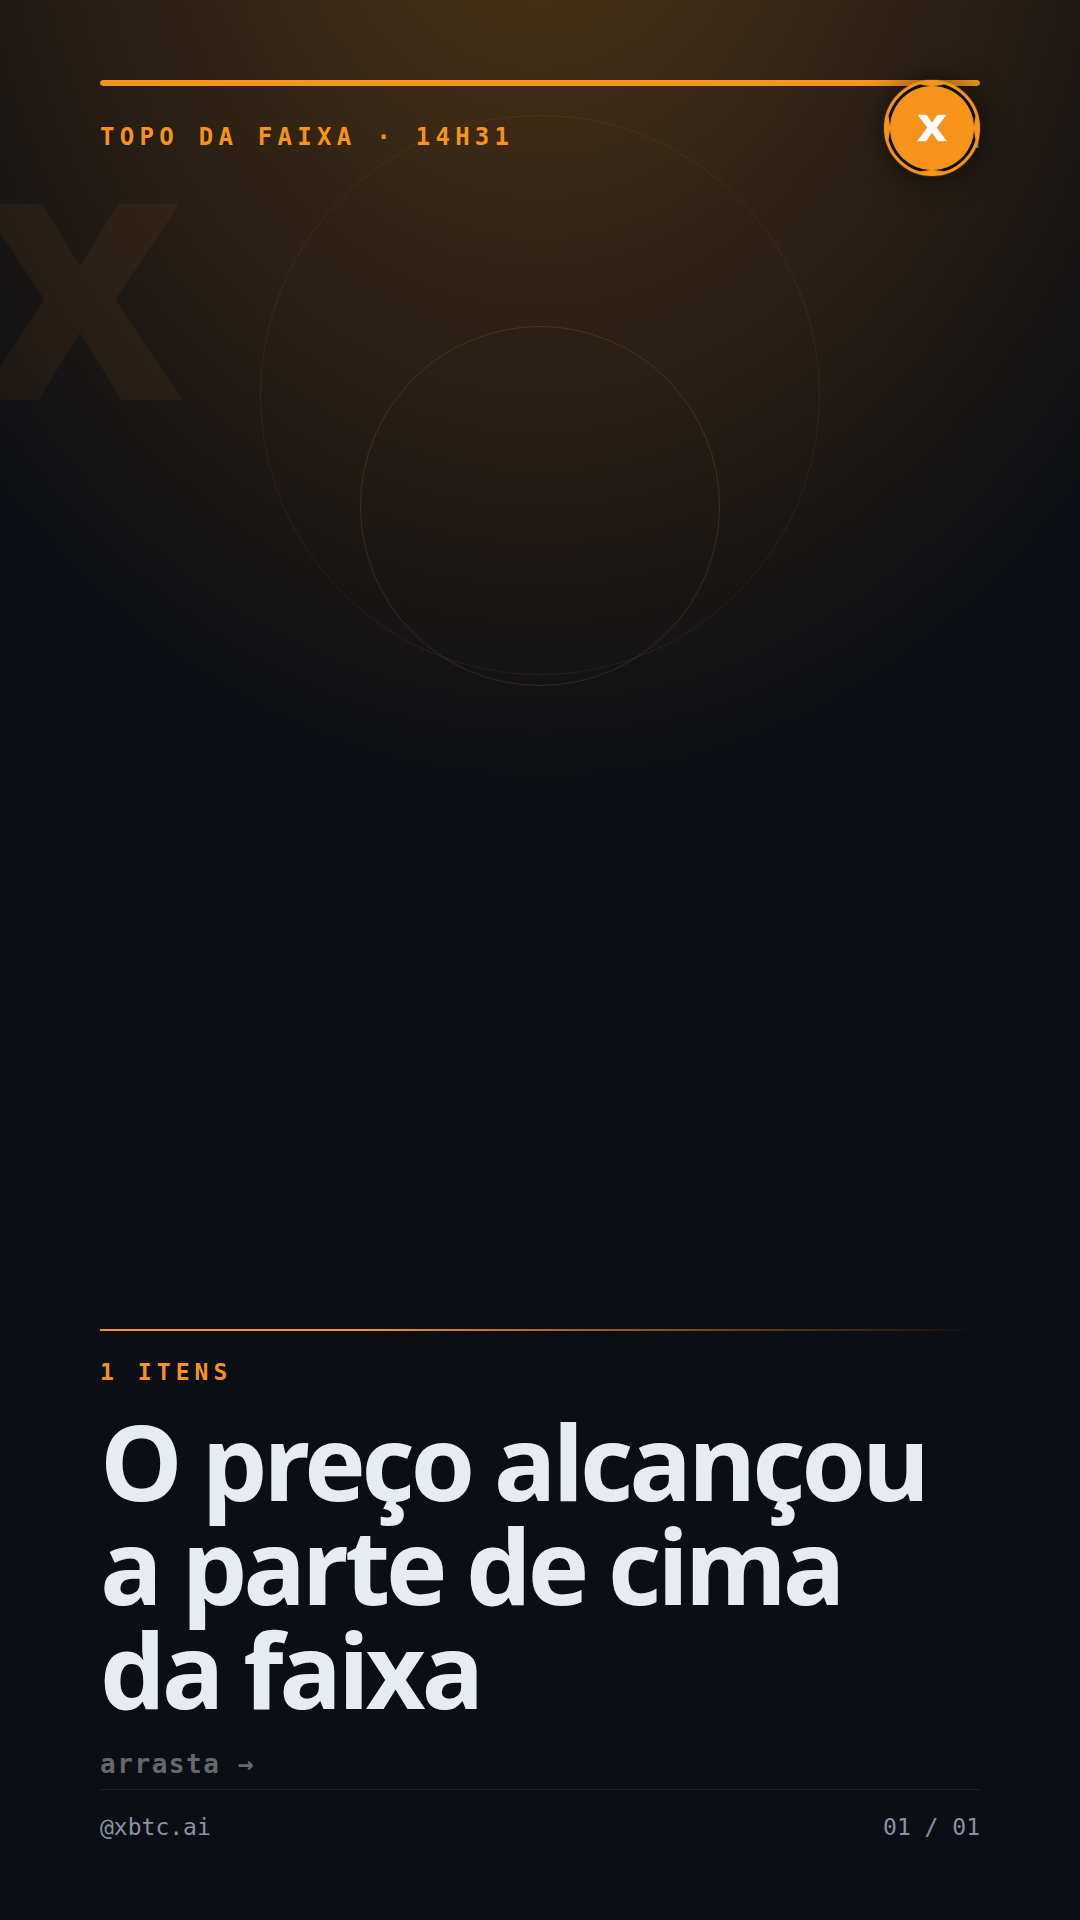 TOPO DA FAIXA · 14H31
x
x
1 ITENS
O preço alcançou
a parte de cima
da faixa
arrasta →
@xbtc.ai
01 / 01